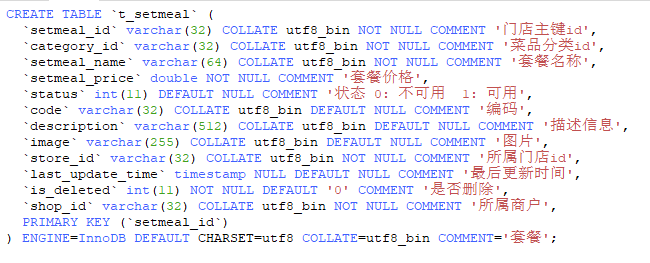 CREATE TABLE `t_setmeal` (
`setmeal_id` varchar(32) COLLATE utf8_bin NOT NULL COMMENT '门店主键id',
`category_id` varchar(32) COLLATE utf8_bin NOT NULL COMMENT '菜品分类id',
`setmeal_name` varchar(64) COLLATE utf8_bin NOT NULL COMMENT '套餐名称',
`setmeal_price` double NOT NULL COMMENT '套餐价格',
`status` int(11) DEFAULT NULL COMMENT '状态 0: 不可用  1: 可用',
`code` varchar(32) COLLATE utf8_bin DEFAULT NULL COMMENT '编码',
`description` varchar(512) COLLATE utf8_bin DEFAULT NULL COMMENT '描述信息',
`image` varchar(255) COLLATE utf8_bin DEFAULT NULL COMMENT '图片',
`store_id` varchar(32) COLLATE utf8_bin NOT NULL COMMENT '所属门店id',
`last_update_time` timestamp NULL DEFAULT NULL COMMENT '最后更新时间',
`is_deleted` int(11) NOT NULL DEFAULT '0' COMMENT '是否删除',
`shop_id` varchar(32) COLLATE utf8_bin NOT NULL COMMENT '所属商户',
PRIMARY KEY (`setmeal_id`)
) ENGINE=InnoDB DEFAULT CHARSET=utf8 COLLATE=utf8_bin COMMENT='套餐';